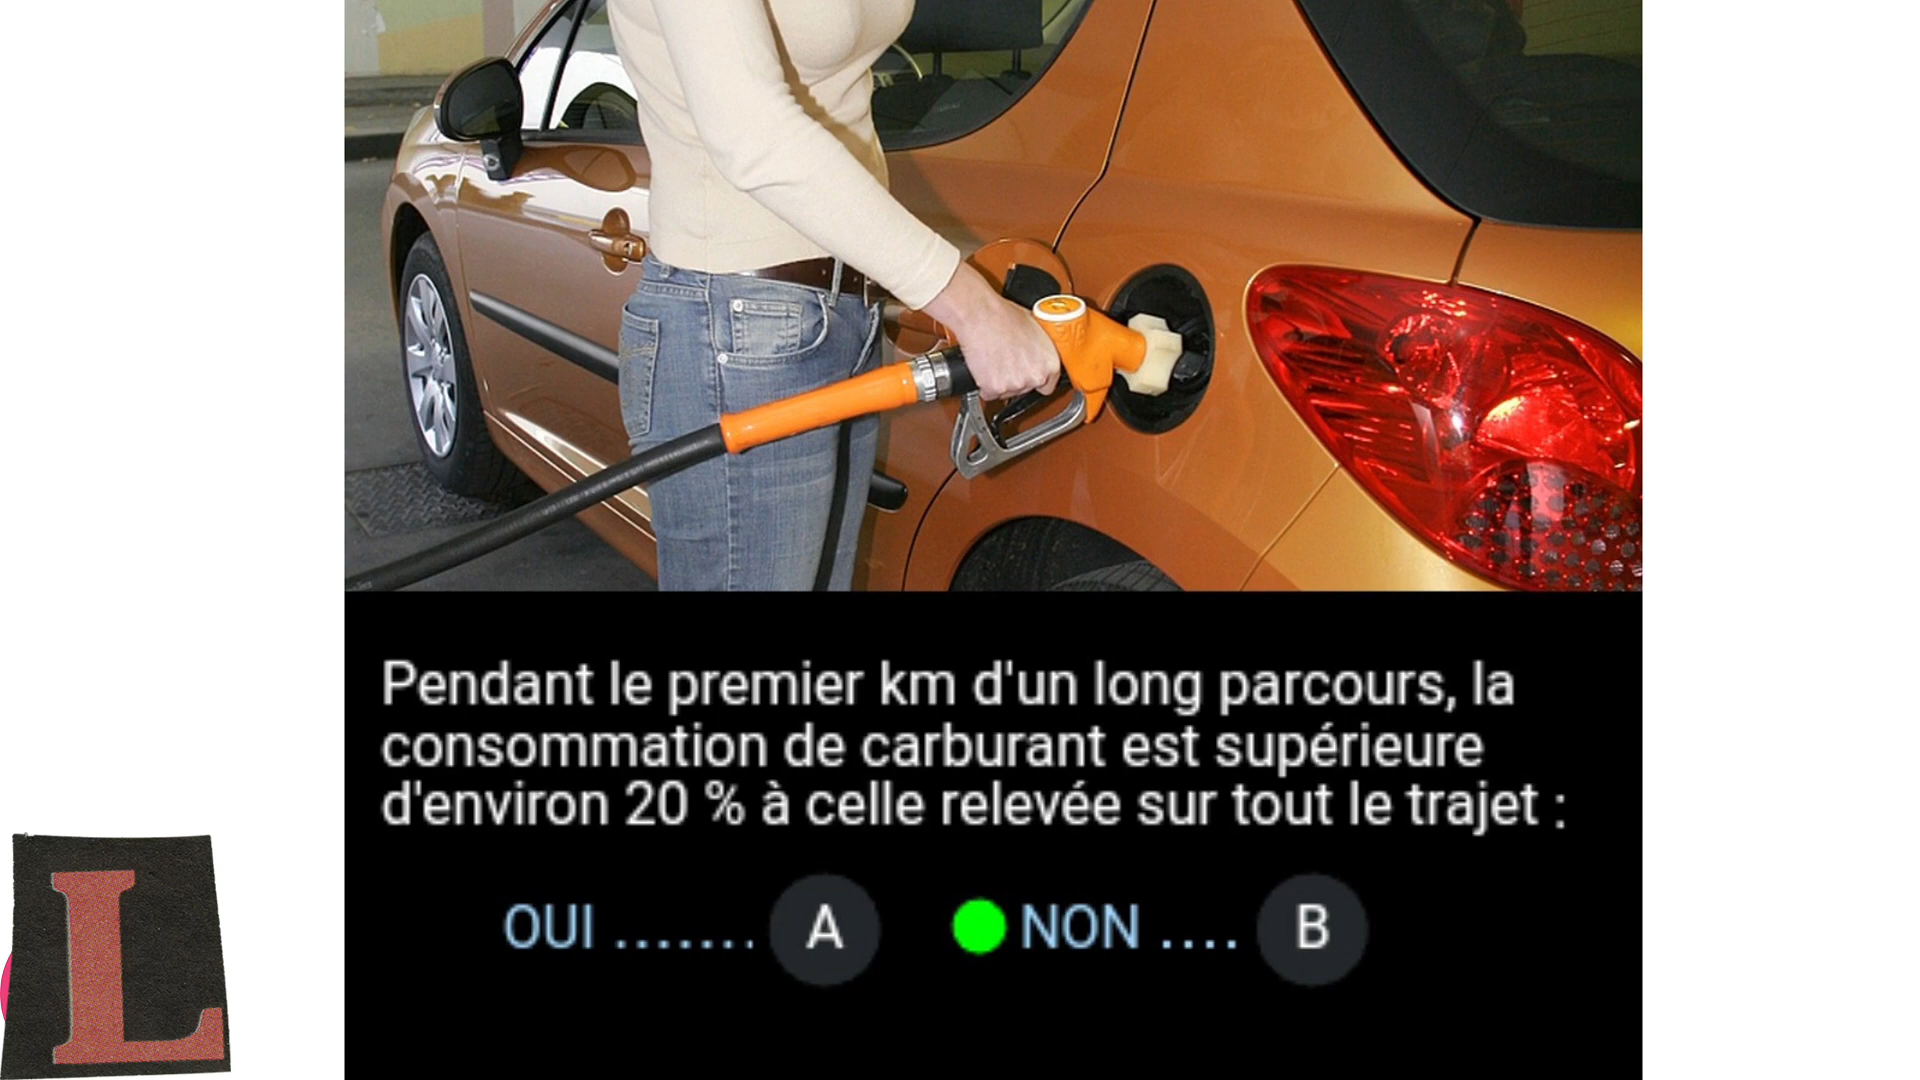 Pendant le premier km d'un long parcours, la
consommation de carburant est supérieure
d'environ 20 % à celle relevée sur tout le trajet :
OUI ....... A NON .... B
L